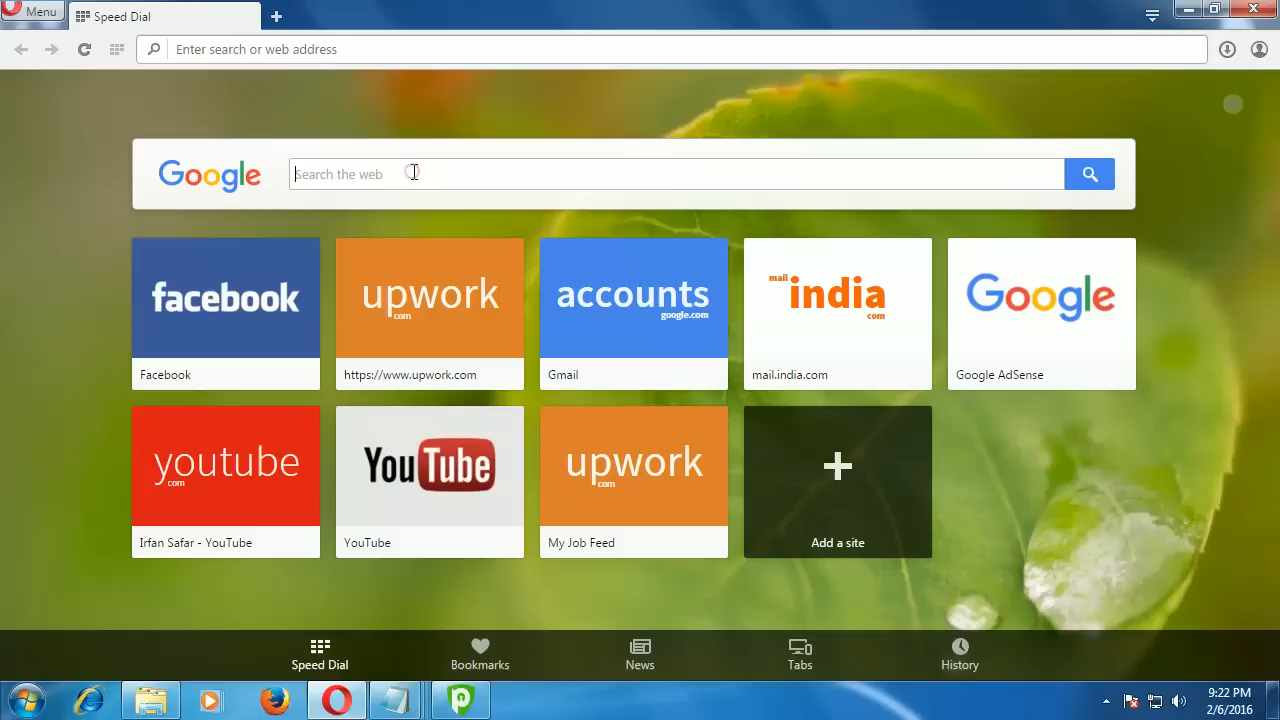 Menu
Speed Dial
Enter search or web address
Google
Search the web
facebook
Facebook
upwork
com
https://www.upwork.com
accounts
google.com
Gmail
mail
india
com
mail.india.com
Google
Google AdSense
youtube
com
Irfan Safar - YouTube
YouTube
YouTube
upwork
com
My Job Feed
Add a site
Speed Dial
Bookmarks
News
Tabs
History
9:22 PM
2/6/2016